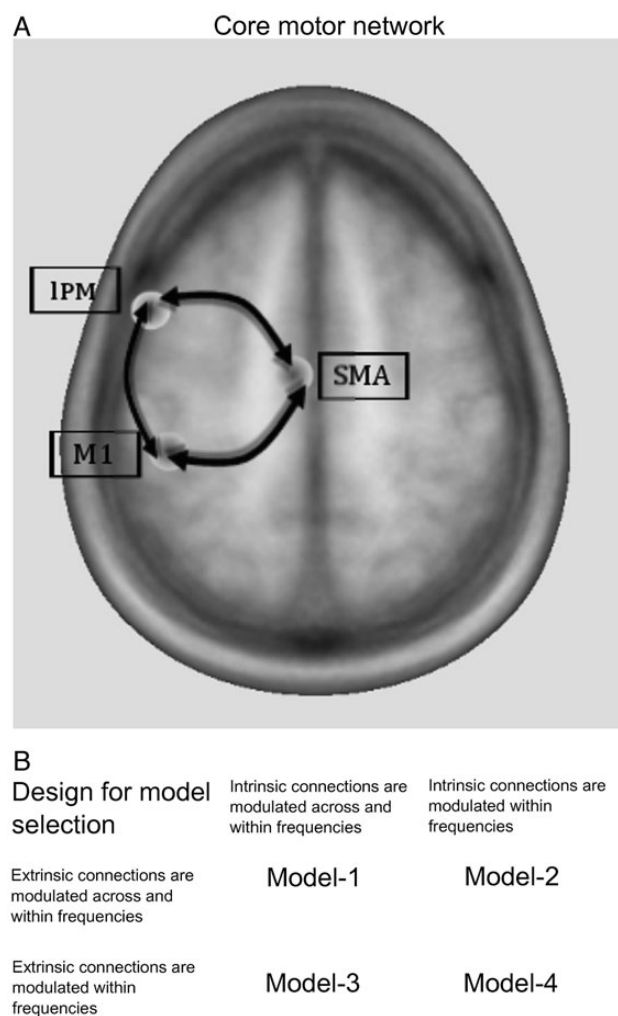 A
Core motor network
lPM
SMA
M1
B
Design for model
selection
Intrinsic connections are
modulated across and
within frequencies
Intrinsic connections are
modulated within
frequencies
Extrinsic connections are
modulated across and
within frequencies
Model-1
Model-2
Extrinsic connections are
modulated within
frequencies
Model-3
Model-4